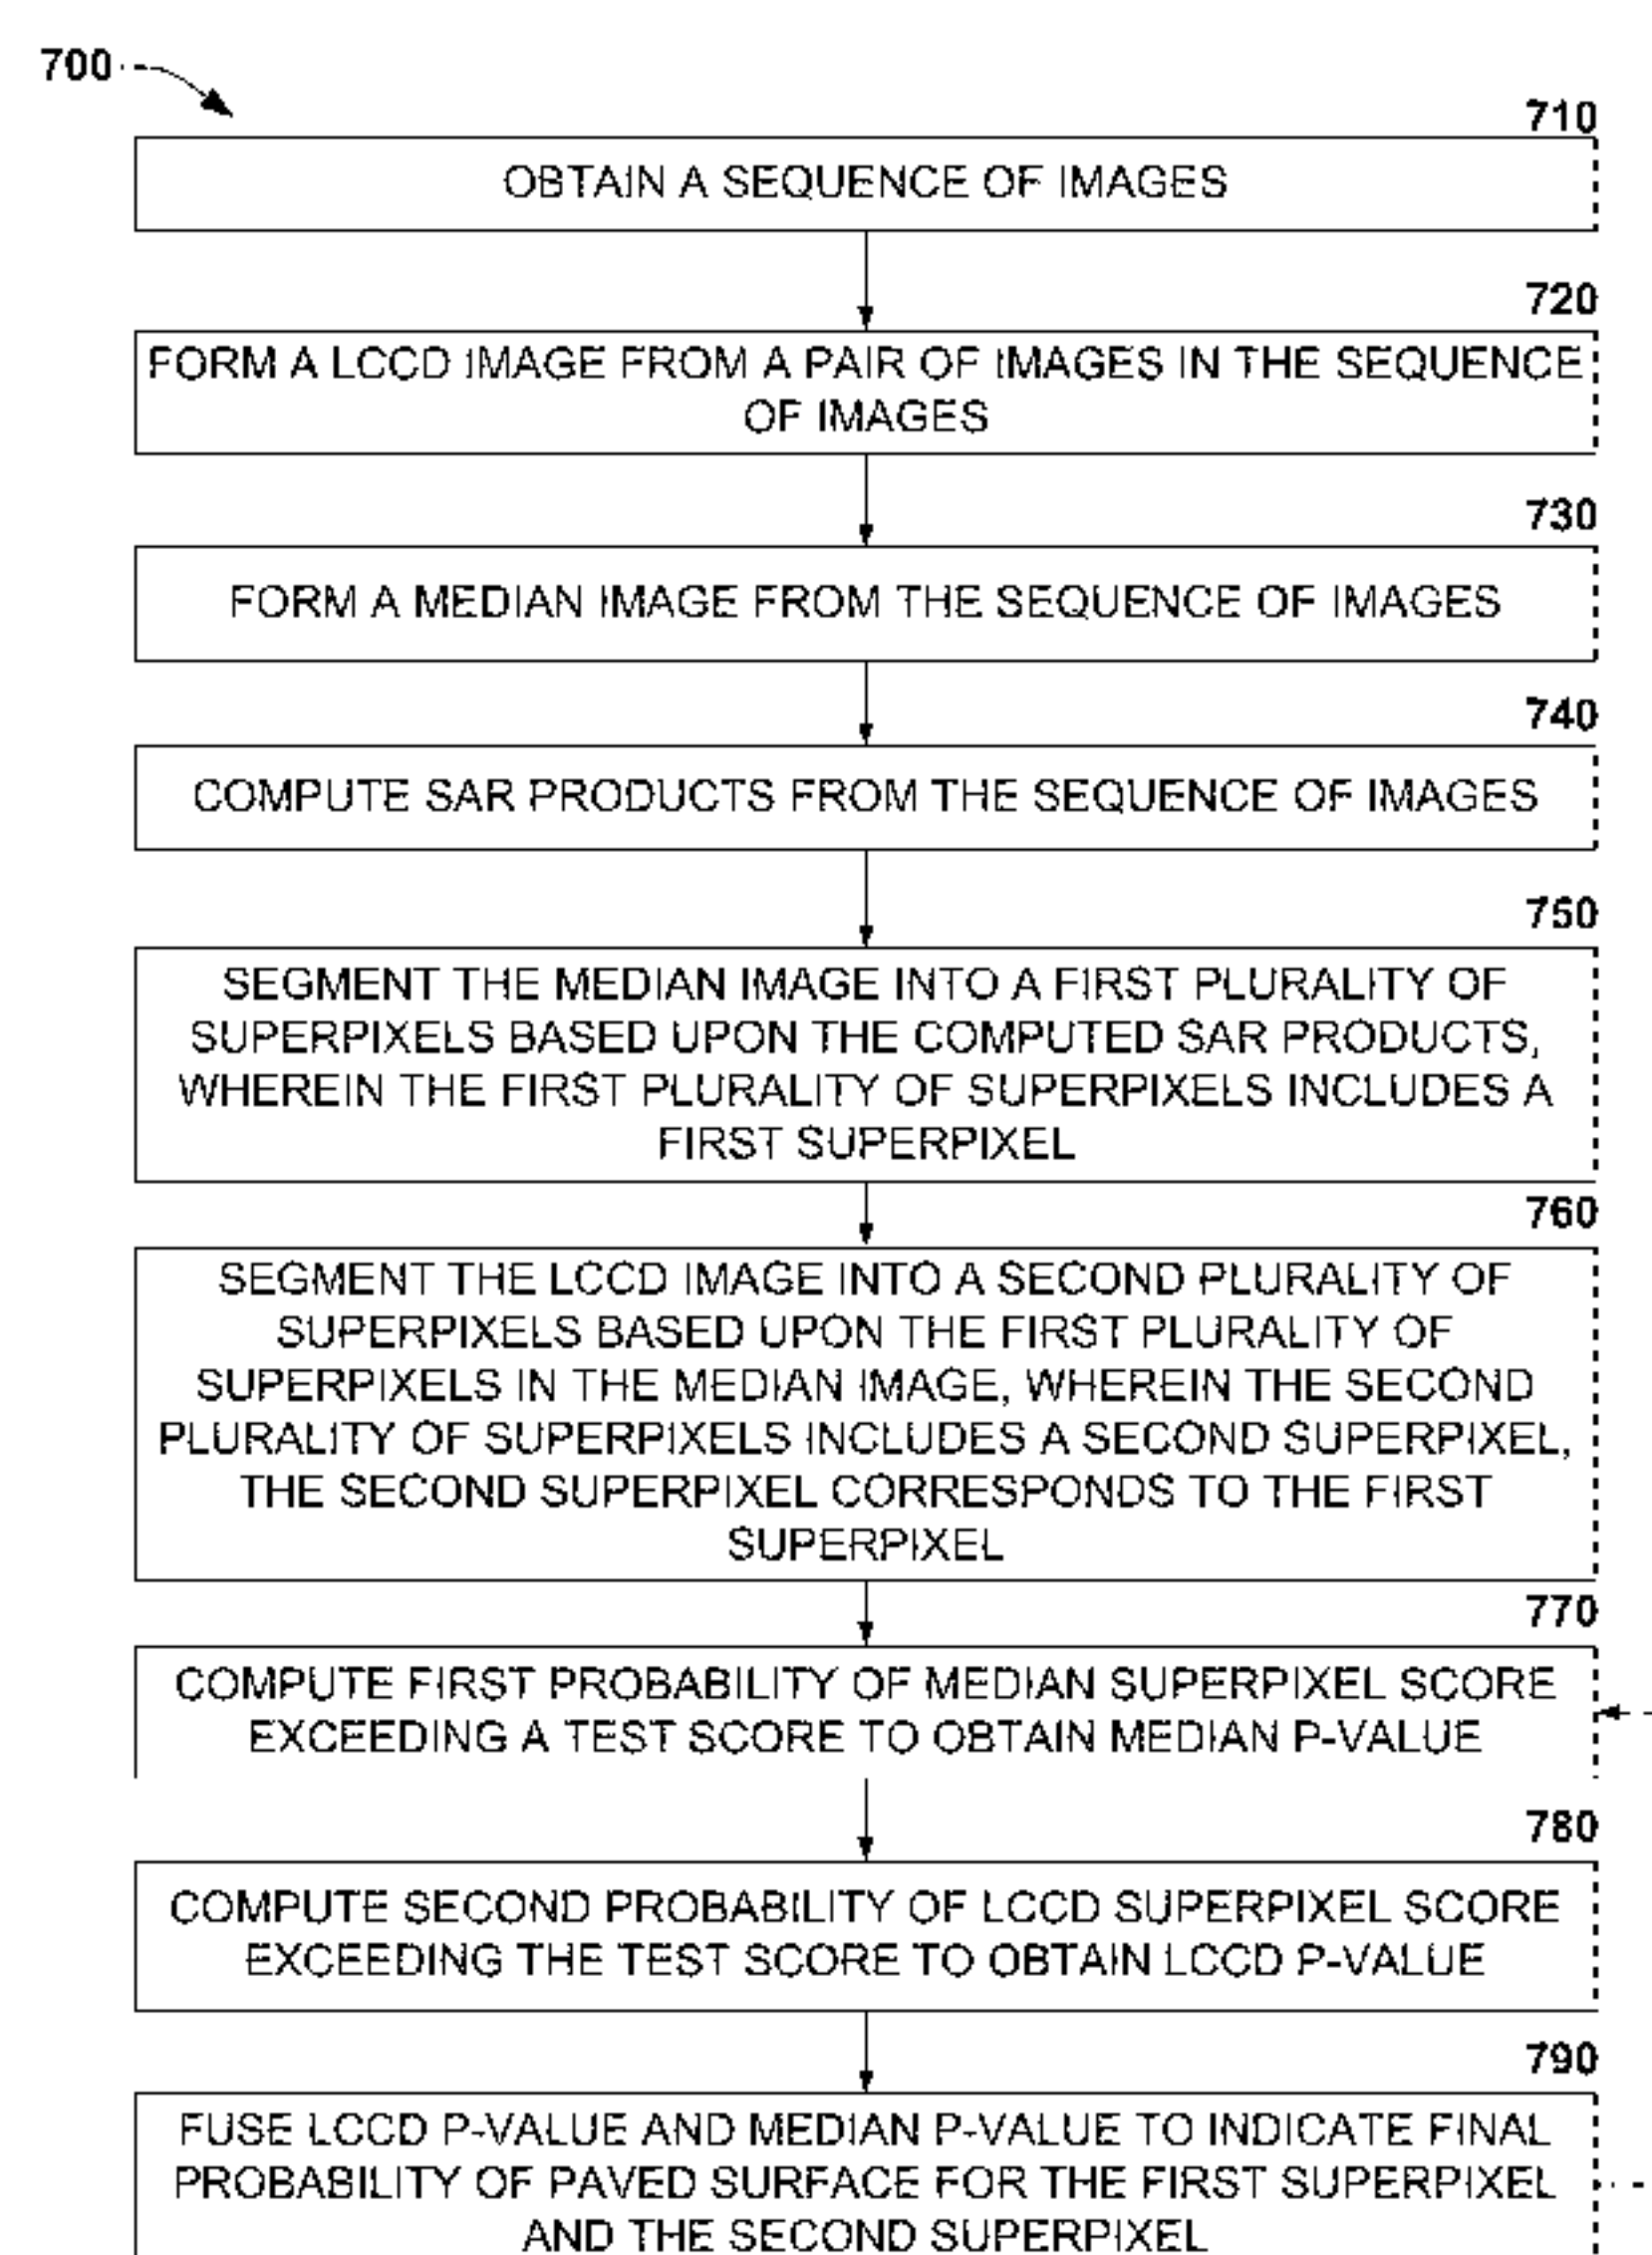 700
710
OBTAIN A SEQUENCE OF IMAGES
720
FORM A LCCD IMAGE FROM A PAIR OF IMAGES IN THE SEQUENCE
OF IMAGES
730
FORM A MEDIAN IMAGE FROM THE SEQUENCE OF IMAGES
740
COMPUTE SAR PRODUCTS FROM THE SEQUENCE OF IMAGES
750
SEGMENT THE MEDIAN IMAGE INTO A FIRST PLURALITY OF
SUPERPIXELS BASED UPON THE COMPUTED SAR PRODUCTS,
WHEREIN THE FIRST PLURALITY OF SUPERPIXELS INCLUDES A
FIRST SUPERPIXEL
760
SEGMENT THE LCCD IMAGE INTO A SECOND PLURALITY OF
SUPERPIXELS BASED UPON THE FIRST PLURALITY OF
SUPERPIXELS IN THE MEDIAN IMAGE, WHEREIN THE SECOND
PLURALITY OF SUPERPIXELS INCLUDES A SECOND SUPERPIXEL,
THE SECOND SUPERPIXEL CORRESPONDS TO THE FIRST
SUPERPIXEL
770
COMPUTE FIRST PROBABILITY OF MEDIAN SUPERPIXEL SCORE
EXCEEDING A TEST SCORE TO OBTAIN MEDIAN P-VALUE
780
COMPUTE SECOND PROBABILITY OF LCCD SUPERPIXEL SCORE
EXCEEDING THE TEST SCORE TO OBTAIN LCCD P-VALUE
790
FUSE LCCD P-VALUE AND MEDIAN P-VALUE TO INDICATE FINAL
PROBABILITY OF PAVED SURFACE FOR THE FIRST SUPERPIXEL
AND THE SECOND SUPERPIXEL